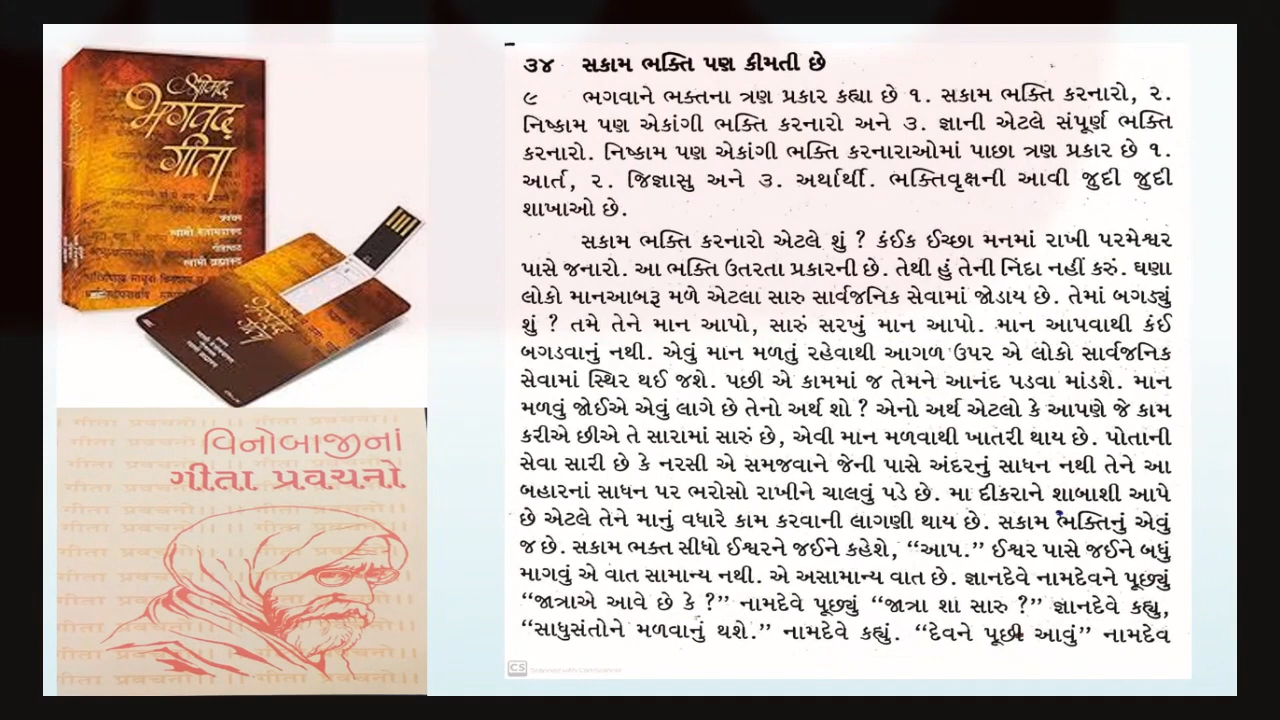 श्रीमद्
भगवद्
गीता
प्रवचन
भगवद्
गीता
વિનોબાજીનાં
ગીતા પ્રવચનો
૩૪ સકામ ભક્તિ પણ કીમતી છે
૯ ભગવાને ભક્તના ત્રણ પ્રકાર કહ્યા છે ૧. સકામ ભક્તિ કરનારો, ૨.
નિષ્કામ પણ એકાંગી ભક્તિ કરનારો અને ૩. જ્ઞાની એટલે સંપૂર્ણ ભક્તિ
કરનારો. નિષ્કામ પણ એકાંગી ભક્તિ કરનારાઓમાં પાછા ત્રણ પ્રકાર છે ૧.
આર્ત, ૨. જિજ્ઞાસુ અને ૩. અર્થાર્થી. ભક્તિવૃક્ષની આવી જુદી જુદી
શાખાઓ છે.
સકામ ભક્તિ કરનારો એટલે શું ? કંઈક ઈચ્છા મનમાં રાખી પરમેશ્વર
પાસે જનારો. આ ભક્તિ ઉતરતા પ્રકારની છે. તેથી હું તેની નિંદા નહીં કરું. ઘણા
લોકો માનઆબરૂ મળે એટલા સારુ સાર્વજનિક સેવામાં જોડાય છે. તેમાં બગડ્યું
શું ? તમે તેને માન આપો, સારું સરખું માન આપો. માન આપવાથી કંઈ
બગડવાનું નથી. એવું માન મળતું રહેવાથી આગળ ઉપર એ લોકો સાર્વજનિક
સેવામાં સ્થિર થઈ જશે. પછી એ કામમાં જ તેમને આનંદ પડવા માંડશે. માન
મળવું જોઈએ એવું લાગે છે તેનો અર્થ શો ? એનો અર્થ એટલો કે આપણે જે કામ
કરીએ છીએ તે સારામાં સારું છે, એવી માન મળવાથી ખાતરી થાય છે. પોતાની
સેવા સારી છે કે નરસી એ સમજવાને જેની પાસે અંદરનું સાધન નથી તેને આ
બહારનાં સાધન પર ભરોસો રાખીને ચાલવું પડે છે. મા દીકરાને શાબાશી આપે
છે એટલે તેને માનું વધારે કામ કરવાની લાગણી થાય છે. સકામ ભક્તિનું એવું
જ છે. સકામ ભક્ત સીધો ઈશ્વરને જઈને કહેશે, “આપ.” ઈશ્વર પાસે જઈને બધું
માગવું એ વાત સામાન્ય નથી. એ અસામાન્ય વાત છે. જ્ઞાનદેવે નામદેવને પૂછ્યું
“જાત્રાએ આવે છે કે ?” નામદેવે પૂછ્યું “જાત્રા શા સારુ ?” જ્ઞાનદેવે કહ્યુ,
“સાધુસંતોને મળવાનું થશે.” નામદેવે કહ્યું. “દેવને પૂછી આવું” નામદેવ
CS Scanned with CamScanner